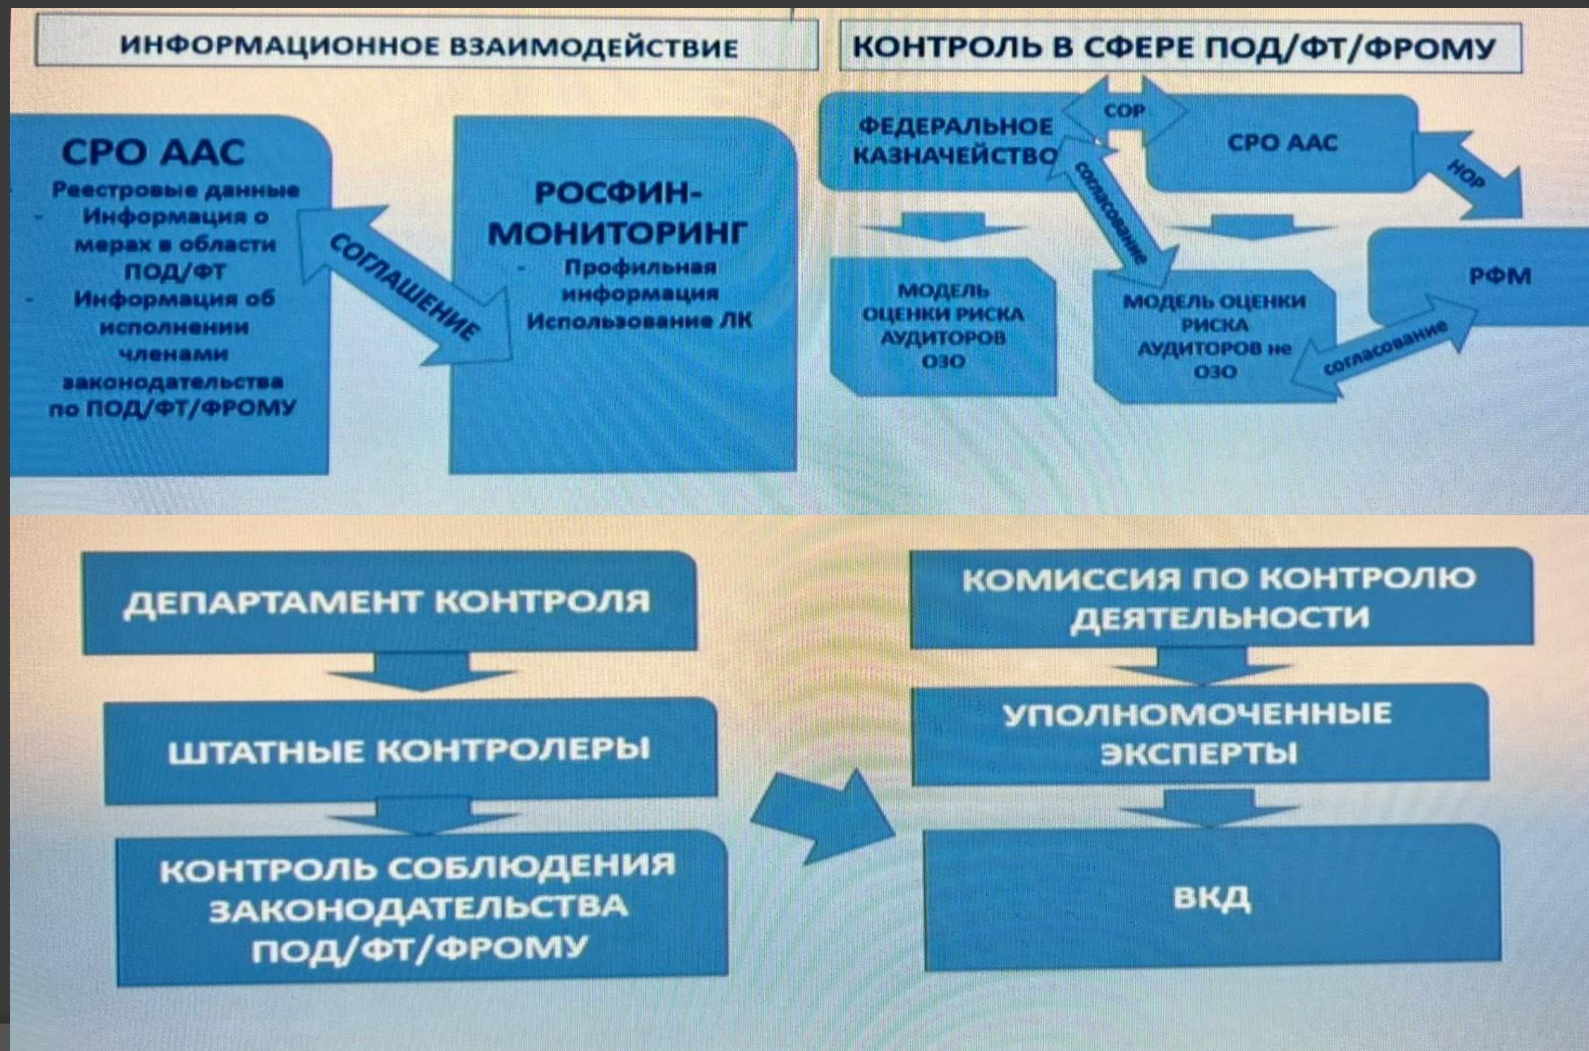 ИНФОРМАЦИОННОЕ ВЗАИМОДЕЙСТВИЕ
СРО ААС
Реестровые данные
- Информация о
мерах в области
ПОД/ФТ
- Информация об
исполнении
членами
законодательства
по ПОД/ФТ/ФРОМУ
СОГЛАШЕНИЕ
РОСФИН-
МОНИТОРИНГ
- Профильная
информация
Использование ЛК
КОНТРОЛЬ В СФЕРЕ ПОД/ФТ/ФРОМУ
ФЕДЕРАЛЬНОЕ
КАЗНАЧЕЙСТВО
СОР
СРО ААС
НОР
согласование
РФМ
МОДЕЛЬ
ОЦЕНКИ РИСКА
АУДИТОРОВ
ОЗО
МОДЕЛЬ ОЦЕНКИ
РИСКА
АУДИТОРОВ не
ОЗО
согласование
ДЕПАРТАМЕНТ КОНТРОЛЯ
ШТАТНЫЕ КОНТРОЛЕРЫ
КОНТРОЛЬ СОБЛЮДЕНИЯ
ЗАКОНОДАТЕЛЬСТВА
ПОД/ФТ/ФРОМУ
КОМИССИЯ ПО КОНТРОЛЮ
ДЕЯТЕЛЬНОСТИ
УПОЛНОМОЧЕННЫЕ
ЭКСПЕРТЫ
ВКД